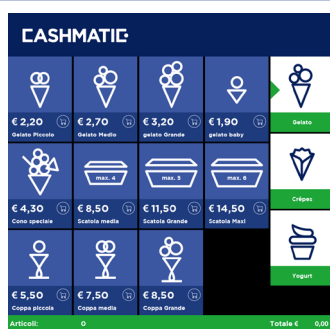 CASHMATIC
€ 2,20
Gelato Piccolo
€ 2,70
Gelato Medio
€ 3,20
gelato Grande
€ 1,90
gelato baby
Gelato
€ 4,30
Cono speciale
max. 4
€ 8,50
Scatola media
max. 5
€ 11,50
Scatola Grande
max. 6
€ 14,50
Scatola Maxi
Crêpes
€ 5,50
Coppa piccola
€ 7,50
Coppa media
€ 8,50
Coppa Grande
Yogurt
Articoli: 0 Totale € 0,00